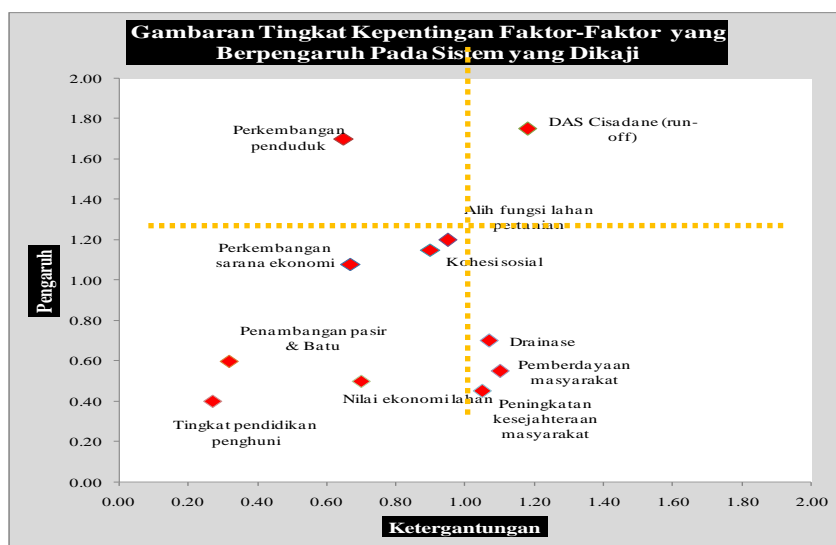 Gambaran Tingkat Kepentingan Faktor-Faktor yang
Berpengaruh Pada Sistem yang Dikaji
2.00
1.80
1.60
1.40
1.20
1.00
0.80
0.60
0.40
0.20
0.00
Pengaruh
Perkembangan
penduduk
DAS Cisadane (run-
off)
Alih fungsi lahan
pertanian
Perkembangan
sarana ekonomi
Kohesi sosial
Penambangan pasir
& Batu
Drainase
Pemberdayaan
masyarakat
Nilai ekonomi lahan
Peningkatan
kesejahteraan
masyarakat
Tingkat pendidikan
penghuni
0.00 0.20 0.40 0.60 0.80 1.00 1.20 1.40 1.60 1.80 2.00
Ketergantungan